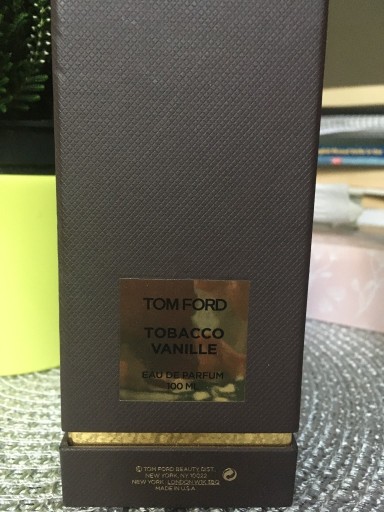 TOM FORD
TOBACCO
VANILLE
EAU DE PARFUM
100 ML
© TOM FORD BEAUTY, DIST.
NEW YORK, NY 10022
NEW YORK · LONDON W1K 3BQ
MADE IN U.S.A.